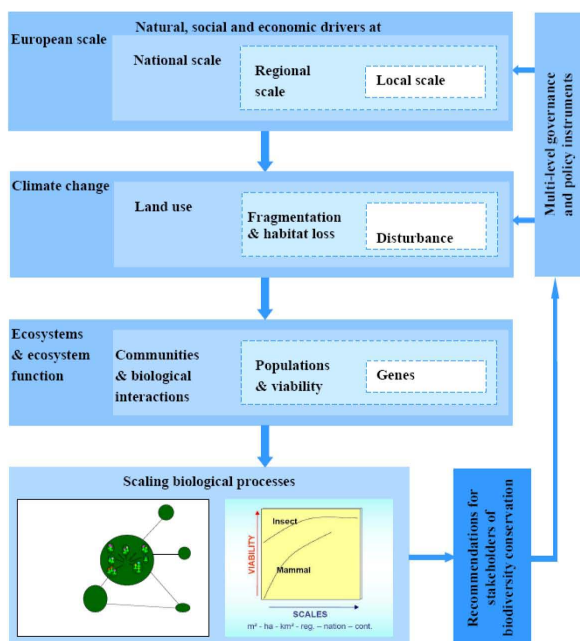 Natural, social and economic drivers at
European scale
National scale
Regional
scale
Local scale
Multi-level governance
and policy instruments
Climate change
Land use
Fragmentation
& habitat loss
Disturbance
Ecosystems
& ecosystem
function
Communities
& biological
interactions
Populations
& viability
Genes
Scaling biological processes
VIABILITY
Insect
Mammal
SCALES
m² - ha - km² - reg. – nation – cont.
Recommendations for
stakeholders of
biodiversity conservation